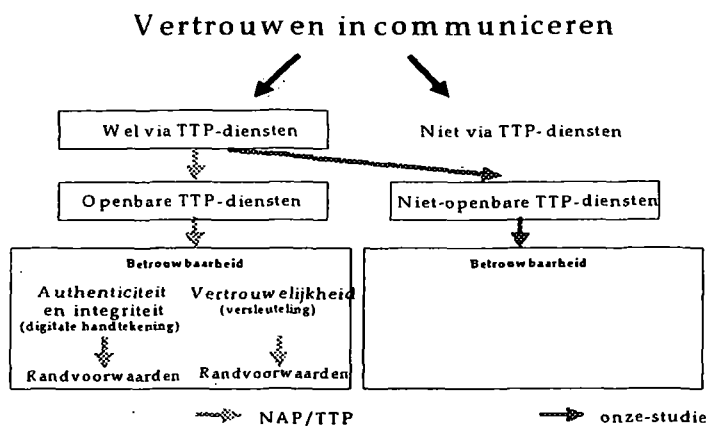 Vertrouwen in communiceren
Wel via TTP-diensten
Niet via TTP-diensten
Openbare TTP-diensten
Niet-openbare TTP-diensten
Betrouwbaarheid
Authenticiteit
en integriteit
(digitale handtekening)
Vertrouwelijkheid
(versleuteling)
Randvoorwaarden
Randvoorwaarden
Betrouwbaarheid
NAP/TTP
onze-studie